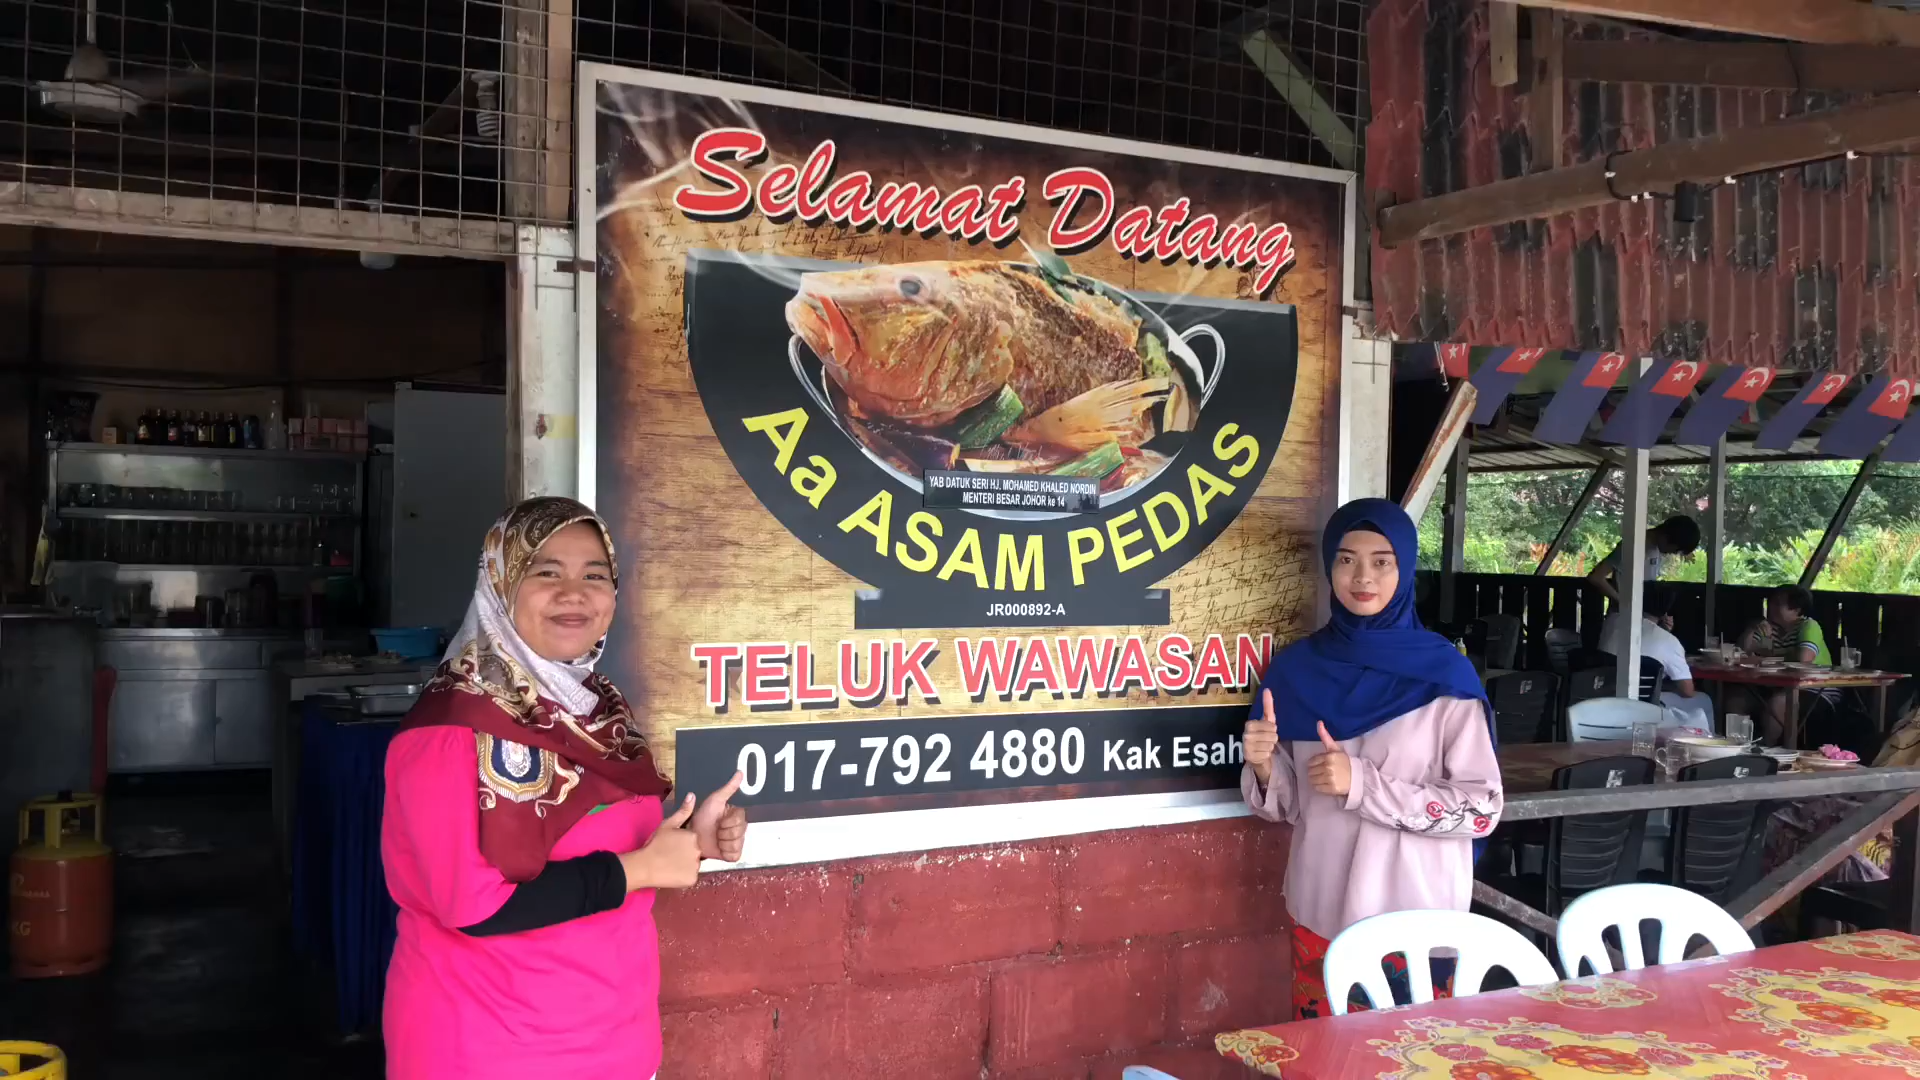 Selamat Datang
YAB DATUK SERI HJ. MOHAMED KHALED NORDIN
MENTERI BESAR JOHOR ke 14
Aa ASAM PEDAS
JR000892-A
TELUK WAWASAN
017-792 4880 Kak Esah
KG